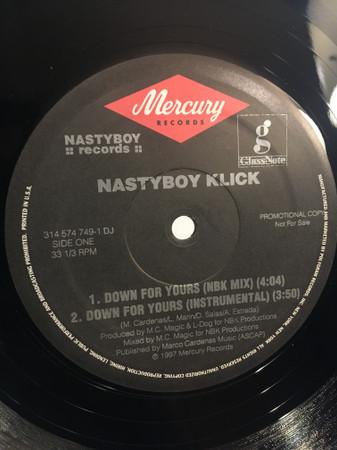 Mercury
RECORDS
NASTYBOY
:: records ::
g
GlassNote
NASTYBOY KLICK
314 574 749-1 DJ
SIDE ONE
33 1/3 RPM
PROMOTIONAL COPY
Not For Sale
1. DOWN FOR YOURS (NBK MIX) (4:04)
2. DOWN FOR YOURS (INSTRUMENTAL) (3:50)
(M. Cardenas/L. Marin/D. Salas/A. Estrada)
Produced by M.C. Magic & L-Dog for NBK Productions
Mixed by M.C. Magic for NBK Productions
Published by Marco Cardenas Music (ASCAP)
℗ 1997 Mercury Records
PRINTED IN U.S.A.